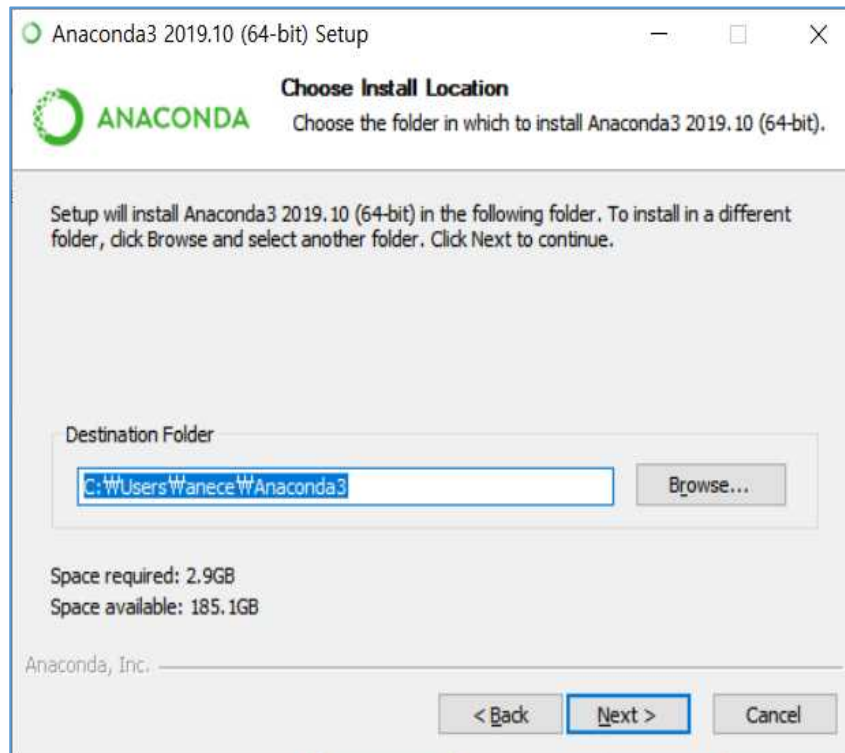 Anaconda3 2019.10 (64-bit) Setup
ANACONDA
Choose Install Location
Choose the folder in which to install Anaconda3 2019.10 (64-bit).
Setup will install Anaconda3 2019.10 (64-bit) in the following folder. To install in a different
folder, click Browse and select another folder. Click Next to continue.
Destination Folder
C:₩Users₩anece₩Anaconda3
Browse...
Space required: 2.9GB
Space available: 185.1GB
Anaconda, Inc.
< Back
Next >
Cancel